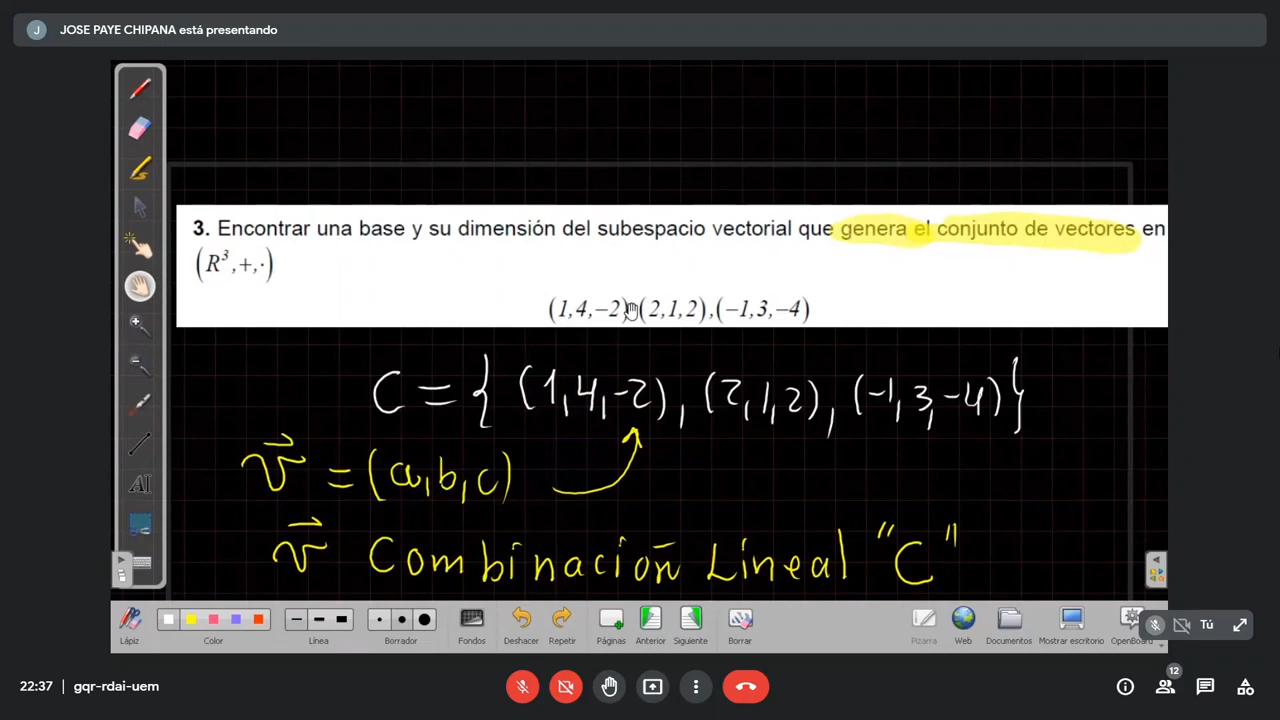 J JOSE PAYE CHIPANA está presentando
3. Encontrar una base y su dimensión del subespacio vectorial que genera el conjunto de vectores en
(R³,+,·)
(1,4,−2) (2,1,2),(−1,3,−4)
C = { (1,4,-2), (2,1,2), (-1,3,-4)}
v⃗ = (a,b,c)
v⃗ Combinación Lineal "C"
Lápiz Color Línea Borrador Fondos Deshacer Repetir Páginas Anterior Siguiente Borrar Pizarra Web Documentos Mostrar escritorio OpenBoard
Tú
22:37 | gqr-rdai-uem
12